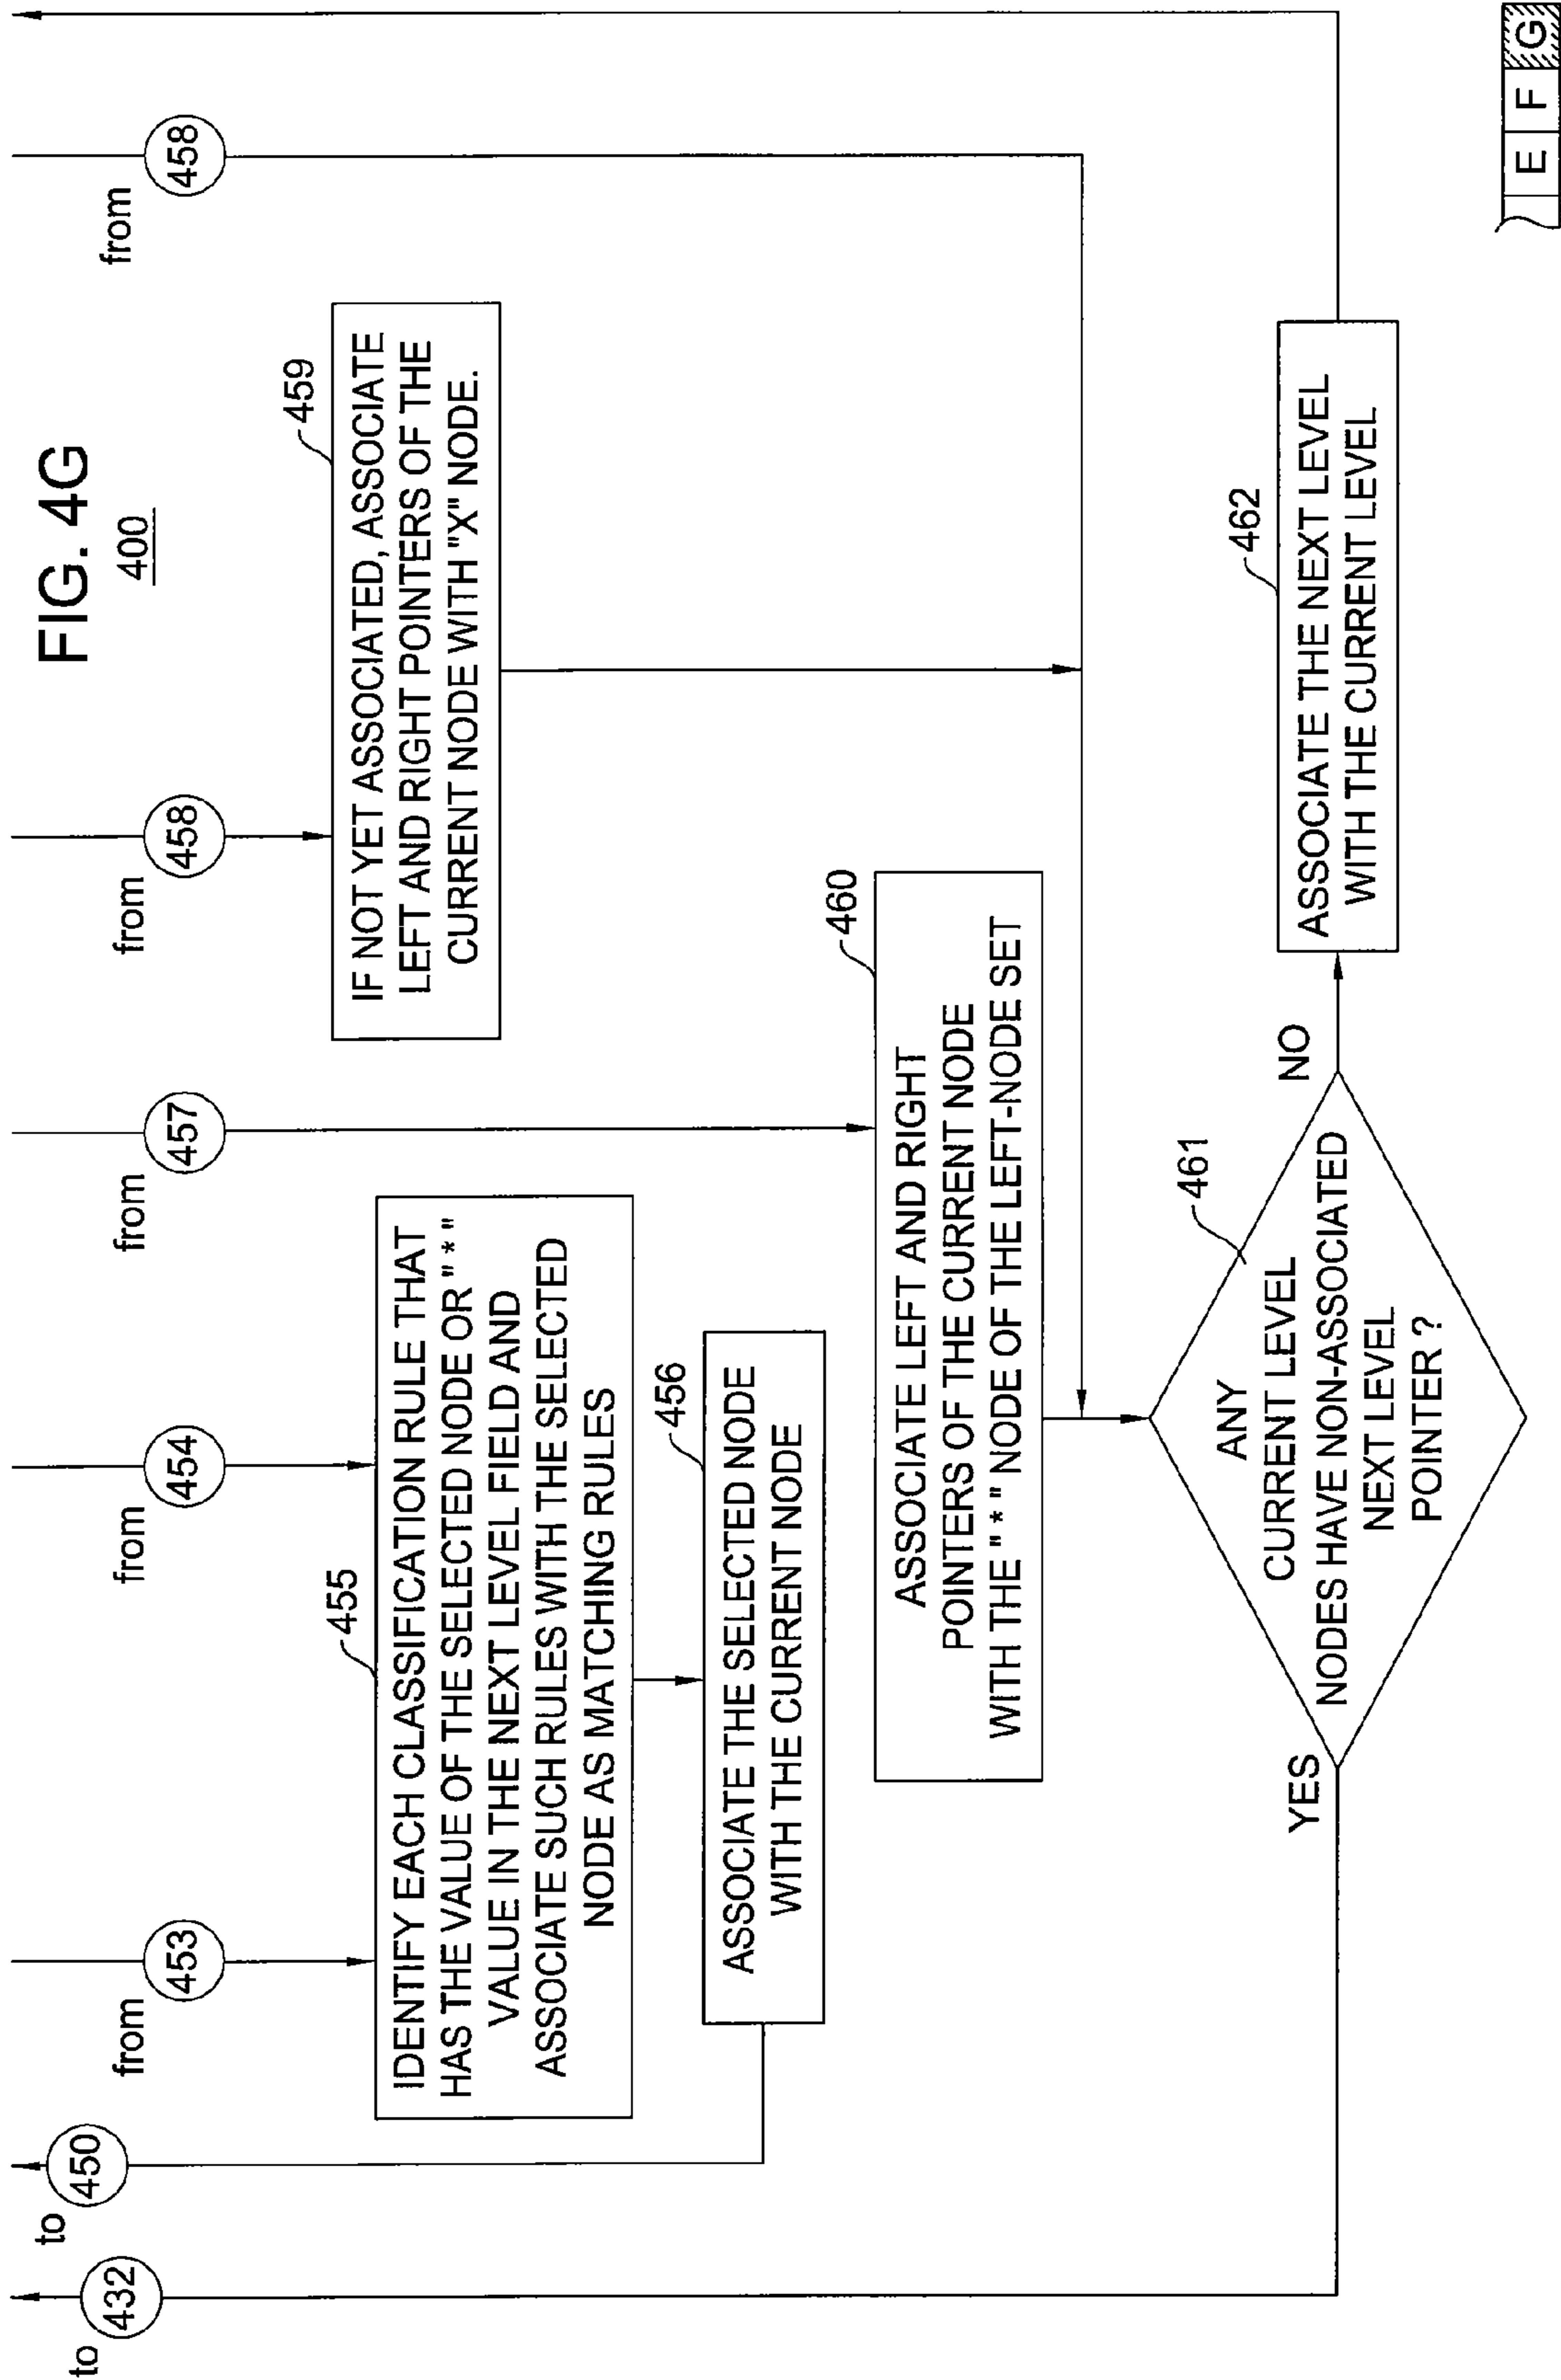 FIG. 4G
400
to 432
to 450
from 453
from 454
from 457
from 458
from 458
455
IDENTIFY EACH CLASSIFICATION RULE THAT
HAS THE VALUE OF THE SELECTED NODE OR "*"
VALUE IN THE NEXT LEVEL FIELD AND
ASSOCIATE SUCH RULES WITH THE SELECTED
NODE AS MATCHING RULES
456
ASSOCIATE THE SELECTED NODE
WITH THE CURRENT NODE
459
IF NOT YET ASSOCIATED, ASSOCIATE
LEFT AND RIGHT POINTERS OF THE
CURRENT NODE WITH "X" NODE.
460
ASSOCIATE LEFT AND RIGHT
POINTERS OF THE CURRENT NODE
WITH THE "*" NODE OF THE LEFT-NODE SET
461
ANY
CURRENT LEVEL
NODES HAVE NON-ASSOCIATED
NEXT LEVEL
POINTER ?
YES
NO
462
ASSOCIATE THE NEXT LEVEL
WITH THE CURRENT LEVEL
E F G